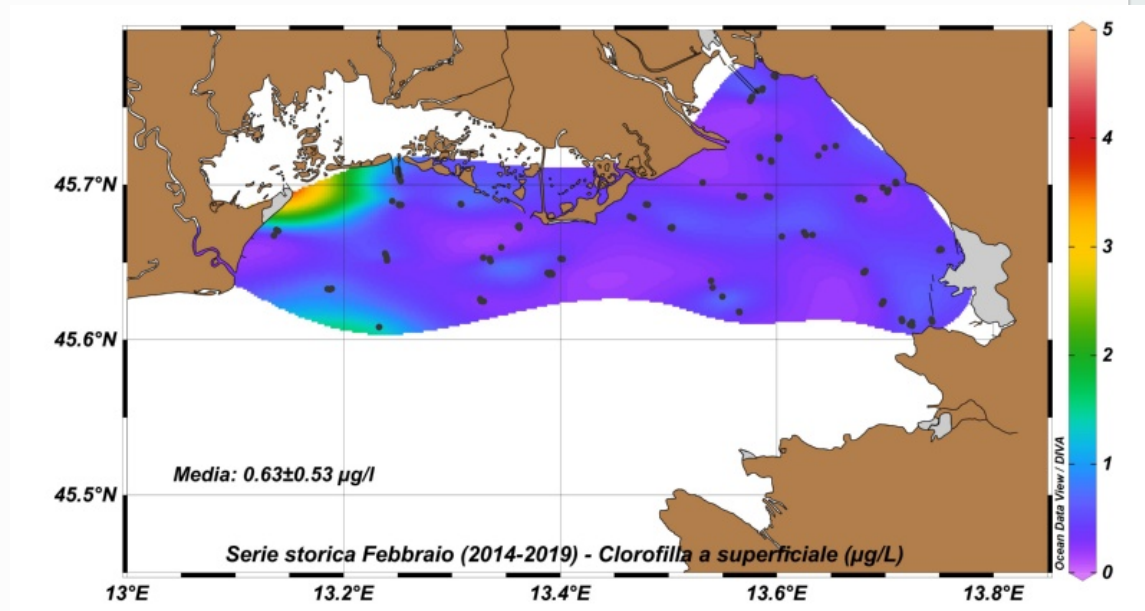 5
4
45.7°N
3
45.6°N
2
Media: 0.63±0.53 µg/l
1
45.5°N
Ocean Data View / DIVA
Serie storica Febbraio (2014-2019) - Clorofilla a superficiale (µg/L)
0
13°E 13.2°E 13.4°E 13.6°E 13.8°E